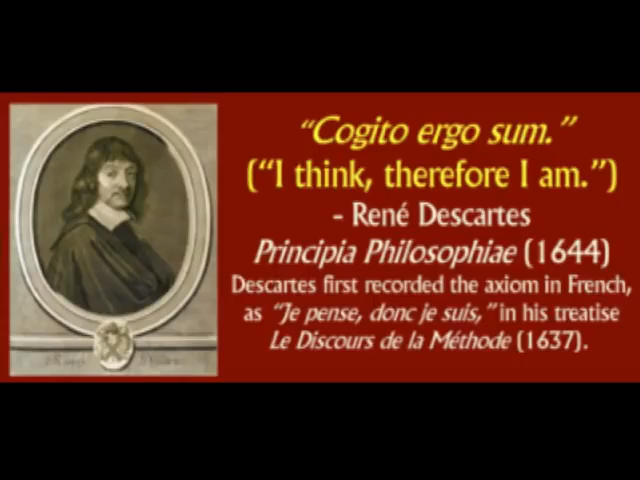 “Cogito ergo sum.”
(“I think, therefore I am.”)
- René Descartes
Principia Philosophiae (1644)
Descartes first recorded the axiom in French,
as “Je pense, donc je suis,” in his treatise
Le Discours de la Méthode (1637).